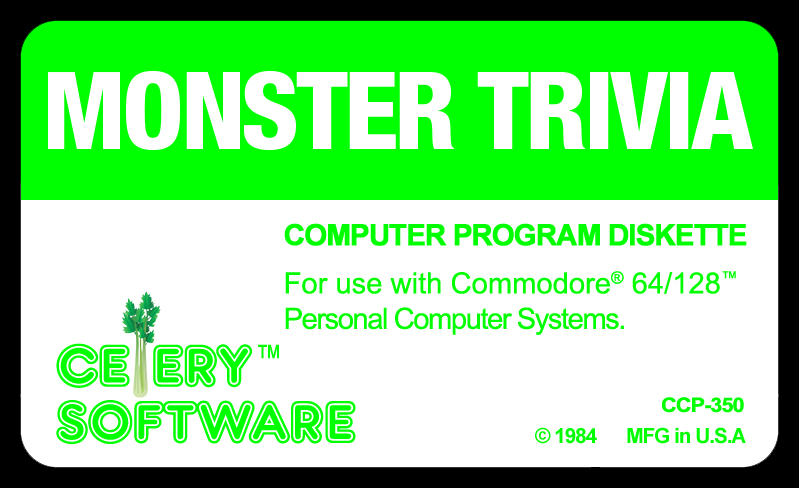 MONSTER TRIVIA
COMPUTER PROGRAM DISKETTE
For use with Commodore® 64/128™
Personal Computer Systems.
CELERY™
SOFTWARE
CCP-350
© 1984 MFG in U.S.A